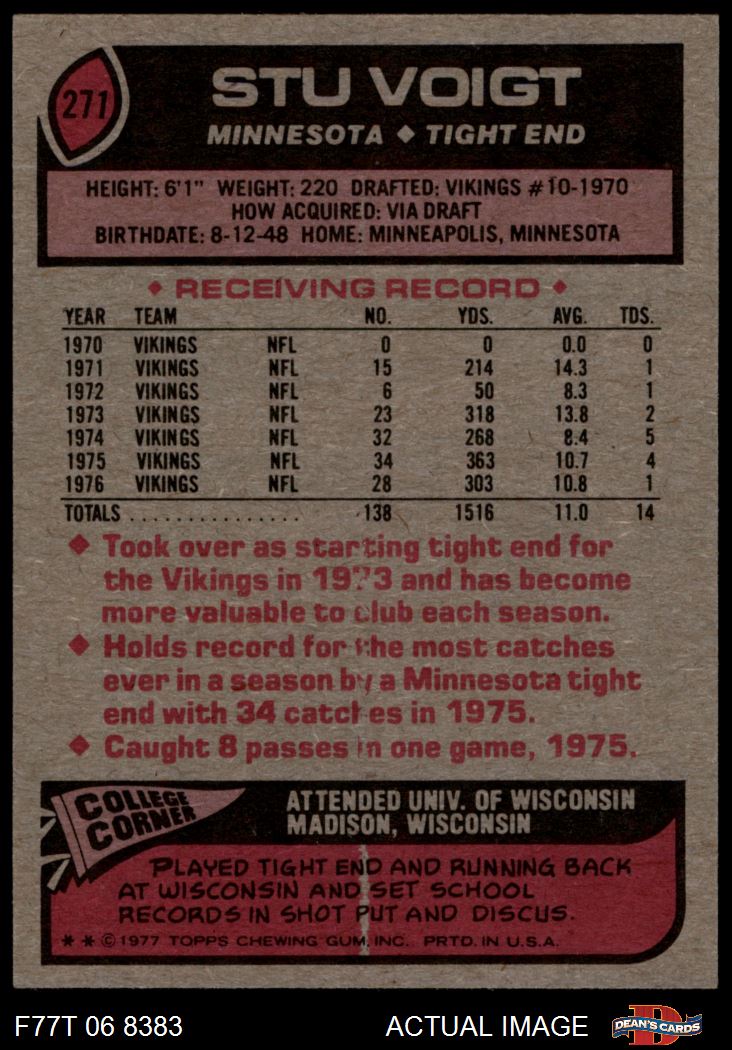 271
STU VOIGT
MINNESOTA ◆ TIGHT END
HEIGHT: 6'1" WEIGHT: 220 DRAFTED: VIKINGS #10-1970
HOW ACQUIRED: VIA DRAFT
BIRTHDATE: 8-12-48 HOME: MINNEAPOLIS, MINNESOTA
◆ RECEIVING RECORD ◆
YEAR TEAM NO. YDS. AVG. TDS.
1970 VIKINGS NFL 0 0 0.0 0
1971 VIKINGS NFL 15 214 14.3 1
1972 VIKINGS NFL 6 50 8.3 1
1973 VIKINGS NFL 23 318 13.8 2
1974 VIKINGS NFL 32 268 8.4 5
1975 VIKINGS NFL 34 363 10.7 4
1976 VIKINGS NFL 28 303 10.8 1
TOTALS ................ 138 1516 11.0 14
◆ Took over as starting tight end for
the Vikings in 1973 and has become
more valuable to club each season.
◆ Holds record for the most catches
ever in a season by a Minnesota tight
end with 34 catches in 1975.
◆ Caught 8 passes in one game, 1975.
COLLEGE
CORNER
ATTENDED UNIV. OF WISCONSIN
MADISON, WISCONSIN
PLAYED TIGHT END AND RUNNING BACK
AT WISCONSIN AND SET SCHOOL
RECORDS IN SHOT PUT AND DISCUS.
* * © 1977 TOPPS CHEWING GUM, INC. PRTD. IN U.S.A.
F77T 06 8383 ACTUAL IMAGE
D
DEAN'S CARDS